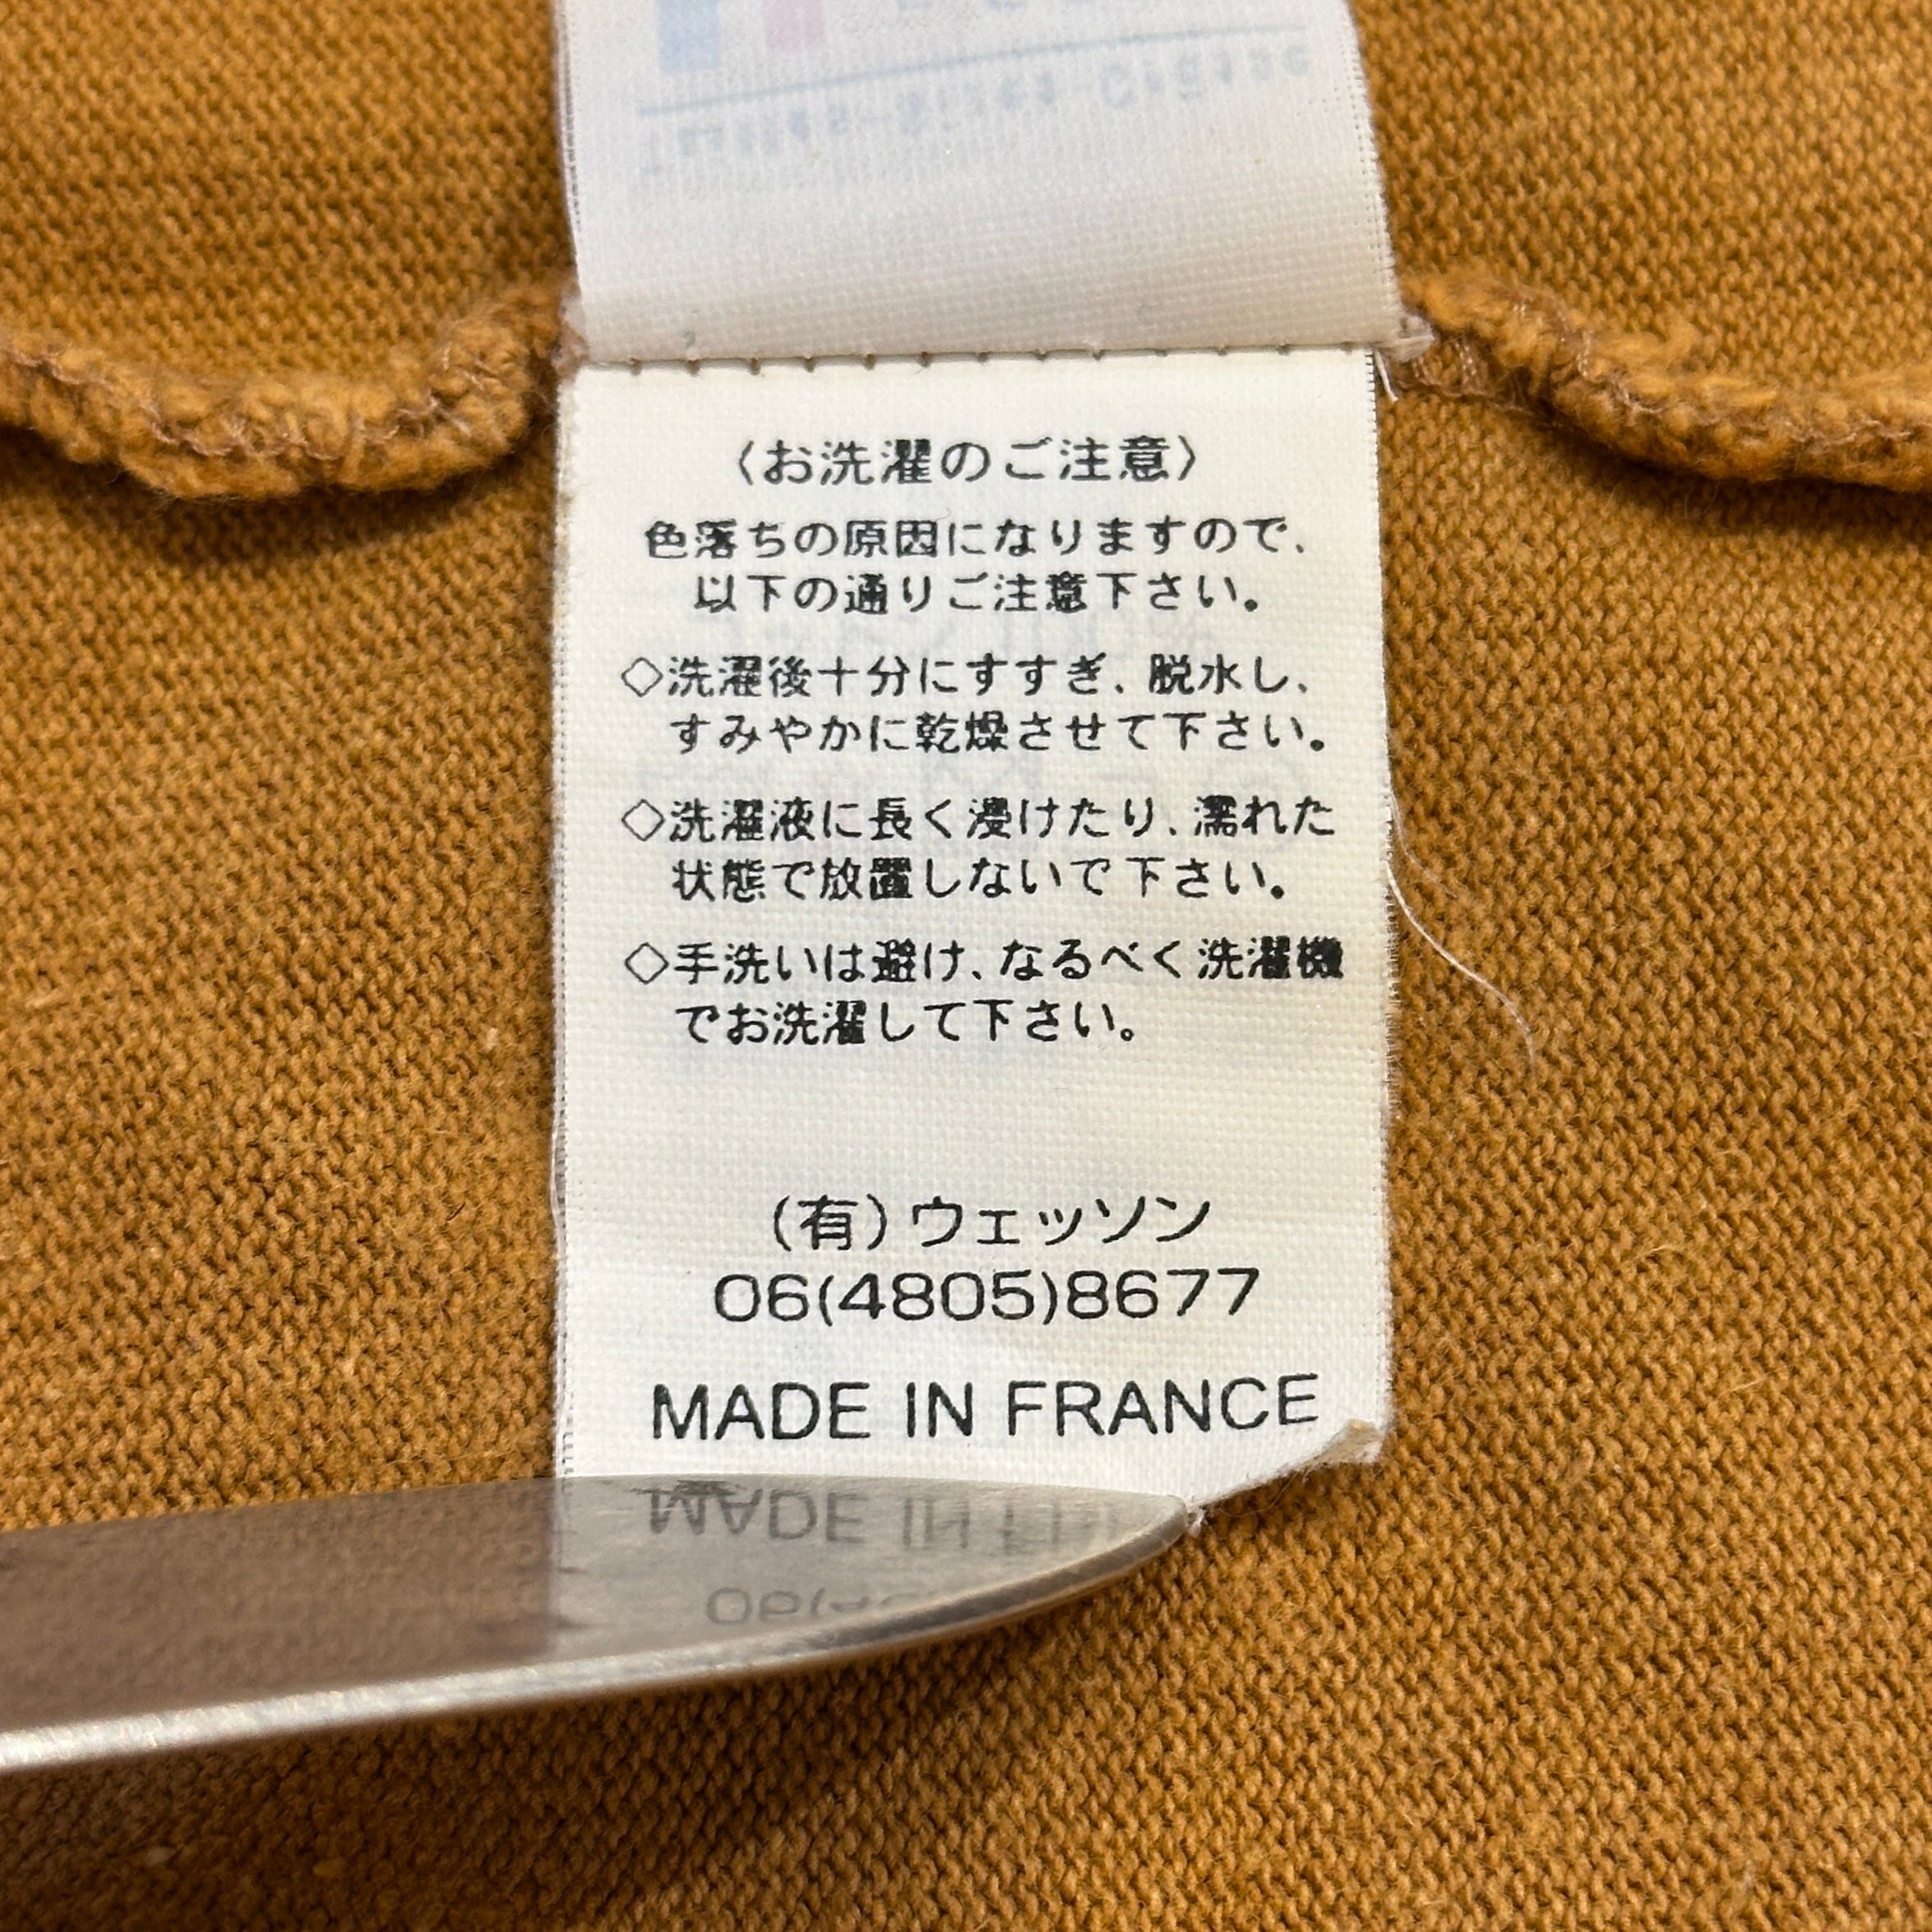 〈お洗濯のご注意〉
色落ちの原因になりますので、
以下の通りご注意下さい。
◇洗濯後十分にすすぎ、脱水し、
すみやかに乾燥させて下さい。
◇洗濯液に長く浸けたり、濡れた
状態で放置しないで下さい。
◇手洗いは避け、なるべく洗濯機
でお洗濯して下さい。
(有)ウェッソン
06(4805)8677
MADE IN FRANCE